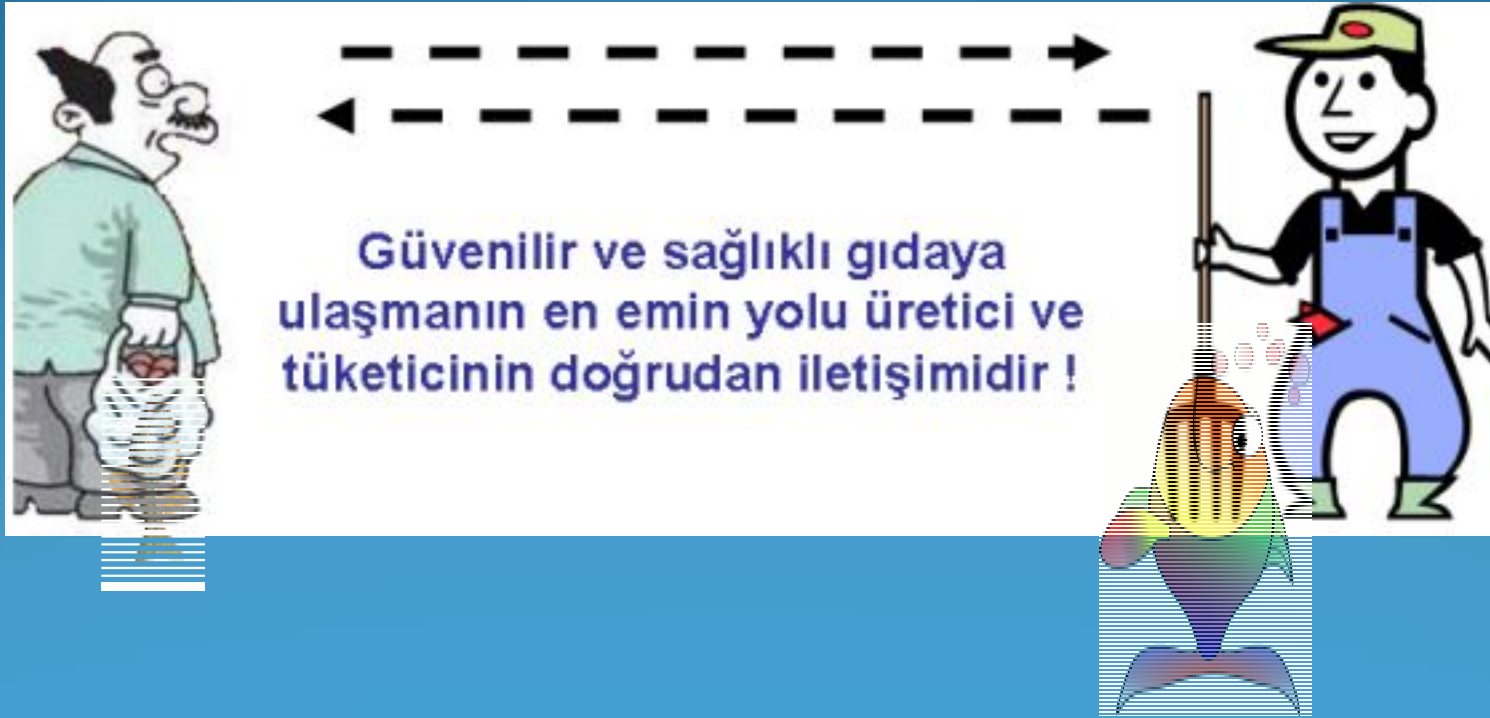 Güvenilir ve sağlıklı gıdaya
ulaşmanın en emin yolu üretici ve
tüketicinin doğrudan iletişimidir !